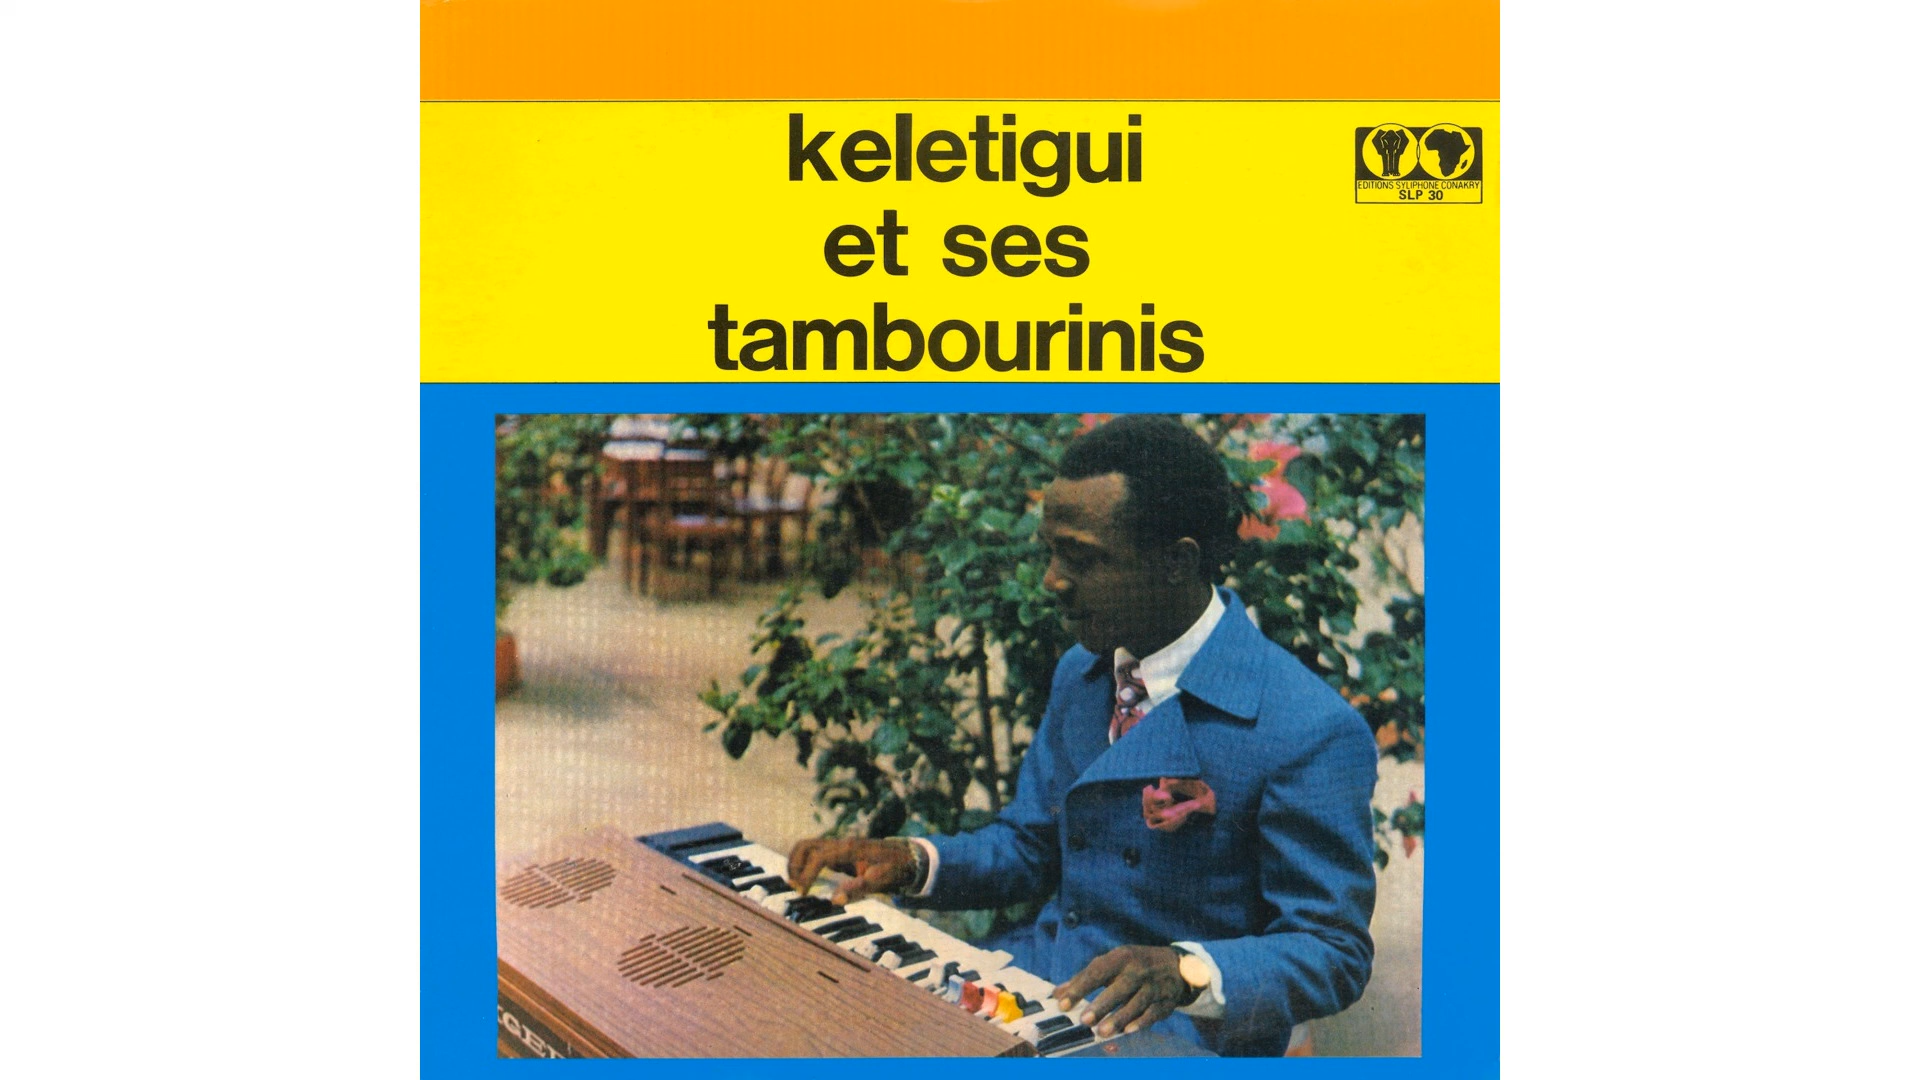 keletigui
et ses
tambourinis
EDITIONS SYLIPHONE CONAKRY
SLP 30